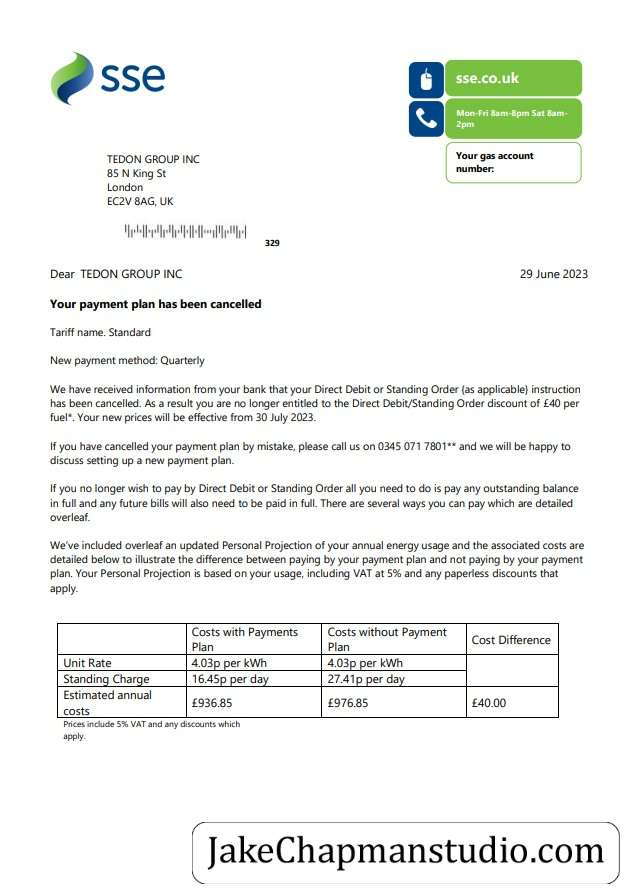 sse
sse.co.uk
Mon-Fri 8am-8pm Sat 8am-
2pm
Your gas account
number:
TEDON GROUP INC
85 N King St
London
EC2V 8AG, UK
329
Dear TEDON GROUP INC
29 June 2023
Your payment plan has been cancelled
Tariff name. Standard
New payment method: Quarterly
We have received information from your bank that your Direct Debit or Standing Order (as applicable) instruction
has been cancelled. As a result you are no longer entitled to the Direct Debit/Standing Order discount of £40 per
fuel*. Your new prices will be effective from 30 July 2023.
If you have cancelled your payment plan by mistake, please call us on 0345 071 7801** and we will be happy to
discuss setting up a new payment plan.
If you no longer wish to pay by Direct Debit or Standing Order all you need to do is pay any outstanding balance
in full and any future bills will also need to be paid in full. There are several ways you can pay which are detailed
overleaf.
We've included overleaf an updated Personal Projection of your annual energy usage and the associated costs are
detailed below to illustrate the difference between paying by your payment plan and not paying by your payment
plan. Your Personal Projection is based on your usage, including VAT at 5% and any paperless discounts that
apply.
Costs with Payments
Plan
Costs without Payment
Plan
Cost Difference
Unit Rate
4.03p per kWh
4.03p per kWh
Standing Charge
16.45p per day
27.41p per day
Estimated annual
costs
£936.85
£976.85
£40.00
Prices include 5% VAT and any discounts which
apply.
JakeChapmanstudio.com